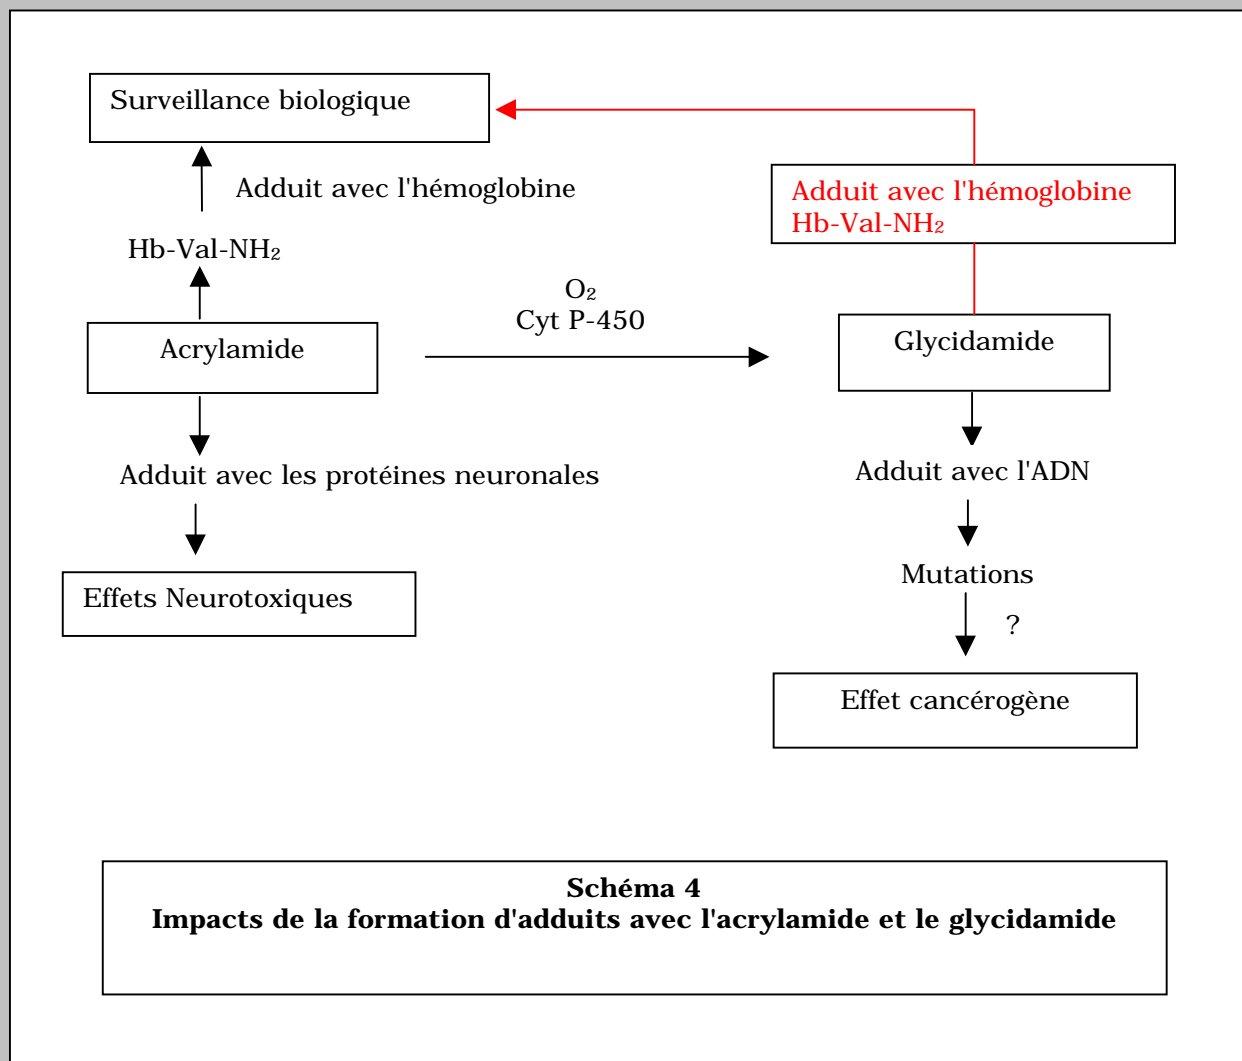 Surveillance biologique
Adduit avec l'hémoglobine
Hb-Val-NH₂
Adduit avec l'hémoglobine
Hb-Val-NH₂
O₂
Cyt P-450
Acrylamide
Glycidamide
Adduit avec les protéines neuronales
Adduit avec l'ADN
Effets Neurotoxiques
Mutations
?
Effet cancérogène
Schéma 4
Impacts de la formation d'adduits avec l'acrylamide et le glycidamide